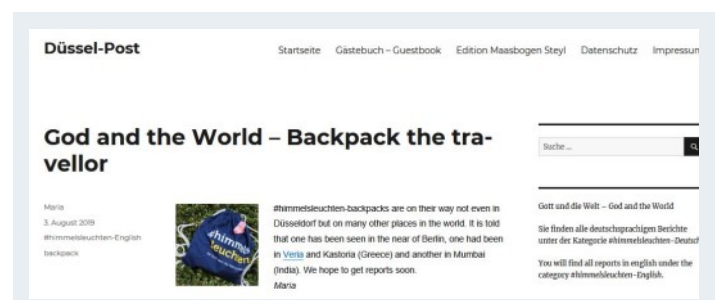 Düssel-Post
Startseite Gästebuch – Guestbook Edition Maasbogen Steyl Datenschutz Impressum
God and the World – Backpack the tra-
vellor
Suche …
Maria
3. August 2019
#himmelsleuchten-English
backpack
#himmels
leuchten
#himmelsleuchten-backpacks are on their way not even in
Düsseldorf but on many other places in the world. It is told
that one has been seen in the near of Berlin, one had been
in Veria and Kastoria (Greece) and another in Mumbai
(India). We hope to get reports soon.
Maria
Gott und die Welt – God and the World
Sie finden alle deutschsprachigen Berichte
unter der Kategorie #himmelsleuchten-Deutsch
You will find all reports in english under the
category #himmelsleuchten-English.